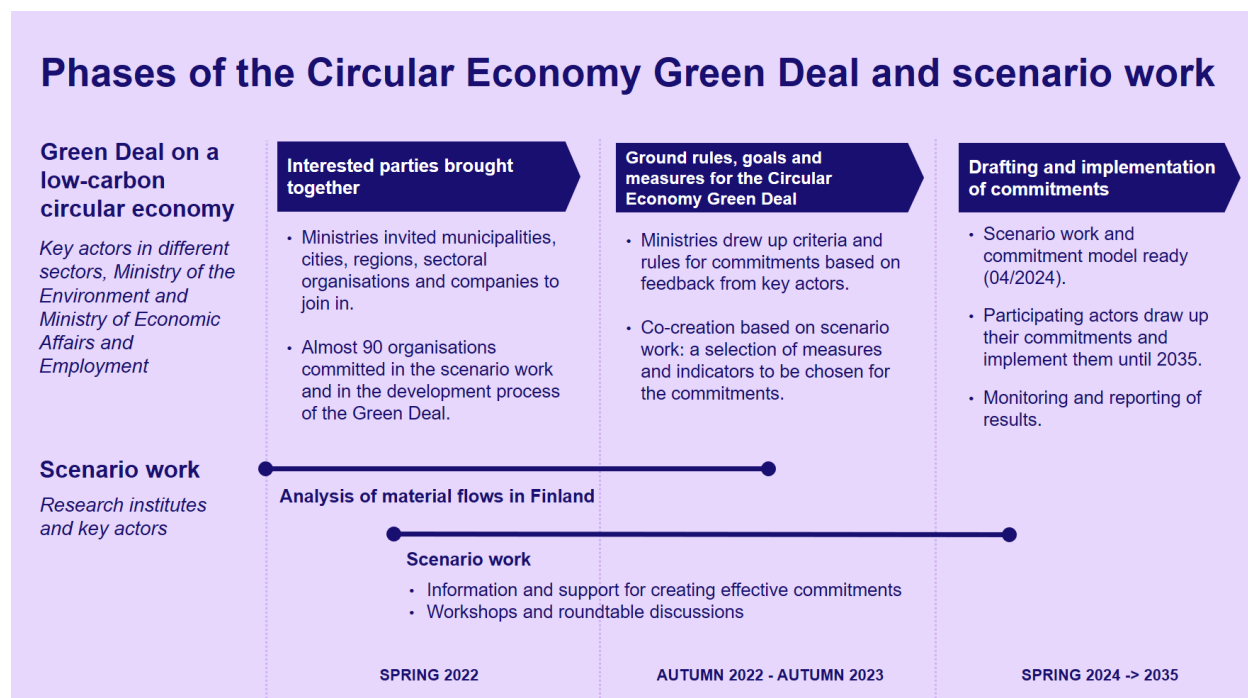 Phases of the Circular Economy Green Deal and scenario work
Green Deal on a
low-carbon
circular economy
Key actors in different
sectors, Ministry of the
Environment and
Ministry of Economic
Affairs and
Employment
Interested parties brought
together
• Ministries invited municipalities,
cities, regions, sectoral
organisations and companies to
join in.
• Almost 90 organisations
committed in the scenario work
and in the development process
of the Green Deal.
Ground rules, goals and
measures for the Circular
Economy Green Deal
• Ministries drew up criteria and
rules for commitments based on
feedback from key actors.
• Co-creation based on scenario
work: a selection of measures
and indicators to be chosen for
the commitments.
Drafting and implementation
of commitments
• Scenario work and
commitment model ready
(04/2024).
• Participating actors draw up
their commitments and
implement them until 2035.
• Monitoring and reporting of
results.
Scenario work
Research institutes
and key actors
Analysis of material flows in Finland
Scenario work
• Information and support for creating effective commitments
• Workshops and roundtable discussions
SPRING 2022
AUTUMN 2022 - AUTUMN 2023
SPRING 2024 -> 2035